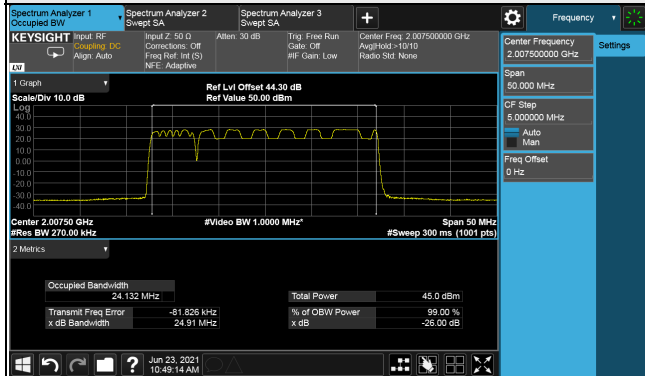 Spectrum Analyzer 1
Occupied BW
Spectrum Analyzer 2
Swept SA
Spectrum Analyzer 3
Swept SA
Frequency
KEYSIGHT
LXI
Input: RF
Coupling: DC
Align: Auto
Input Z: 50 Ω
Corrections: Off
Freq Ref: Int (S)
NFE: Adaptive
Atten: 30 dB
Trig: Free Run
Gate: Off
#IF Gain: Low
Center Freq: 2.007500000 GHz
Avg|Hold:>10/10
Radio Std: None
Center Frequency
2.007500000 GHz
Settings
Span
50.000 MHz
CF Step
5.000000 MHz
Auto
Man
Freq Offset
0 Hz
1 Graph
Scale/Div 10.0 dB
Ref Lvl Offset 44.30 dB
Ref Value 50.00 dBm
Log
40.0
30.0
20.0
10.0
0.00
-10.0
-20.0
-30.0
-40.0
Center 2.00750 GHz
#Res BW 270.00 kHz
#Video BW 1.0000 MHz*
Span 50 MHz
#Sweep 300 ms (1001 pts)
2 Metrics
Occupied Bandwidth
24.132 MHz
Total Power 45.0 dBm
Transmit Freq Error -81.826 kHz
% of OBW Power 99.00 %
x dB Bandwidth 24.91 MHz
x dB -26.00 dB
?
Jun 23, 2021
10:49:14 AM